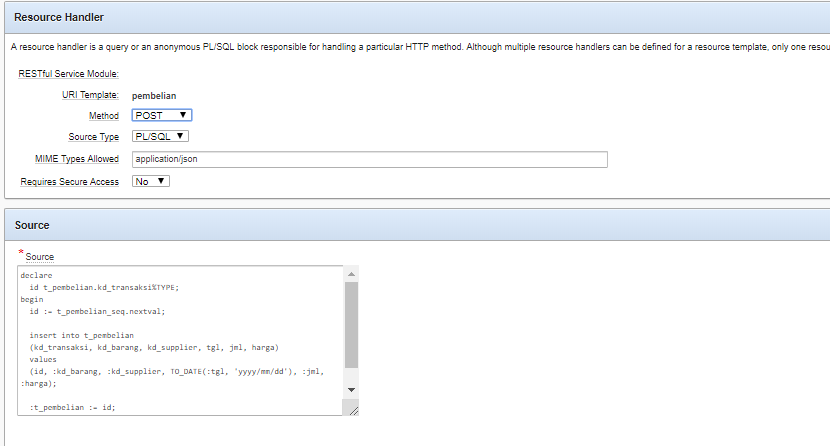 Resource Handler
A resource handler is a query or an anonymous PL/SQL block responsible for handling a particular HTTP method. Although multiple resource handlers can be defined for a resource template, only one resou
RESTful Service Module:
URI Template: pembelian
Method POST
Source Type PL/SQL
MIME Types Allowed application/json
Requires Secure Access No
Source
* Source
declare
id t_pembelian.kd_transaksi%TYPE;
begin
id := t_pembelian_seq.nextval;
insert into t_pembelian
(kd_transaksi, kd_barang, kd_supplier, tgl, jml, harga)
values
(id, :kd_barang, :kd_supplier, TO_DATE(:tgl, 'yyyy/mm/dd'), :jml,
:harga);
:t_pembelian := id;